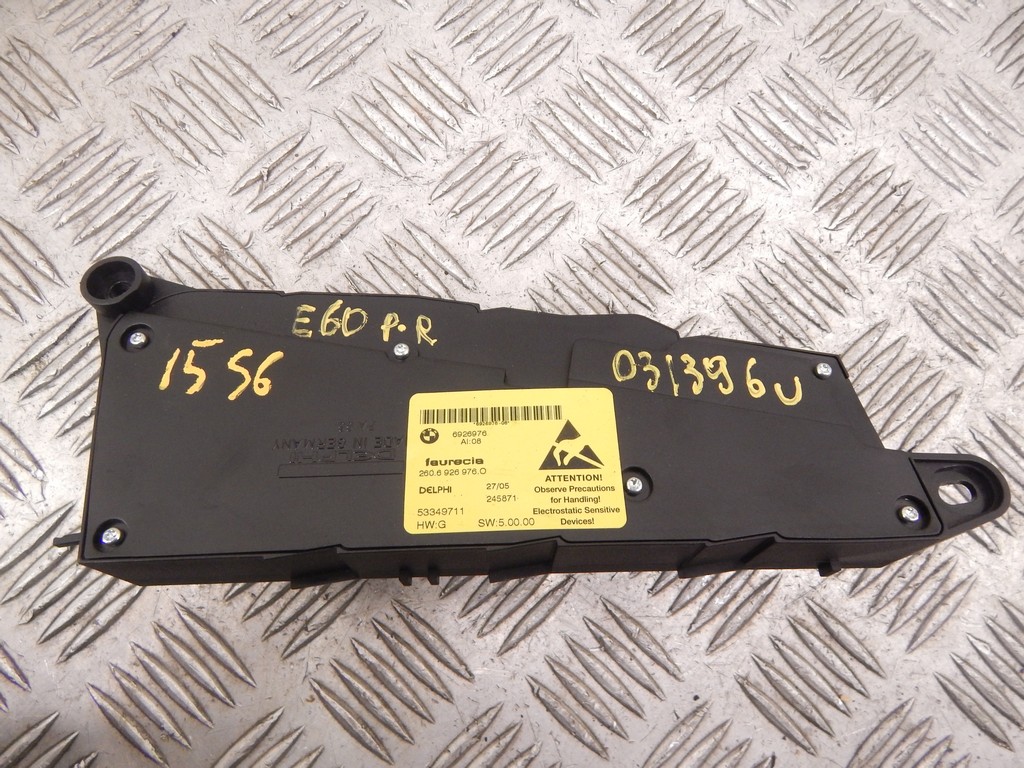 E60 P.R
1556
031396U
MADE IN GERMANY
6926976
AI:08
faurecia
260.6 926 976.O
DELPHI 27/05
245871
53349711
HW:G SW:5.00.00
ATTENTION!
Observe Precautions
for Handling!
Electrostatic Sensitive
Devices!